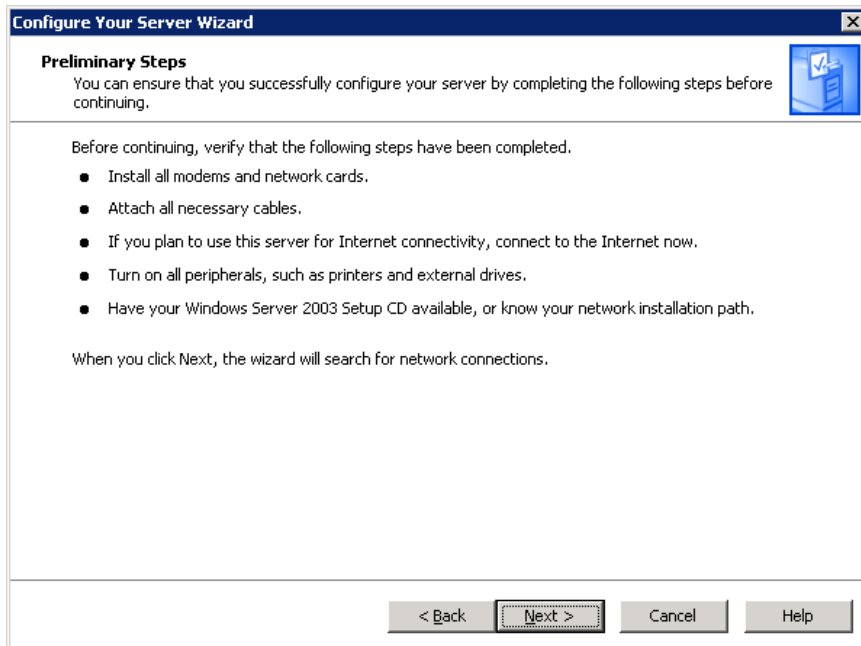 Configure Your Server Wizard
Preliminary Steps
You can ensure that you successfully configure your server by completing the following steps before
continuing.
Before continuing, verify that the following steps have been completed.
● Install all modems and network cards.
● Attach all necessary cables.
● If you plan to use this server for Internet connectivity, connect to the Internet now.
● Turn on all peripherals, such as printers and external drives.
● Have your Windows Server 2003 Setup CD available, or know your network installation path.
When you click Next, the wizard will search for network connections.
< Back Next > Cancel Help